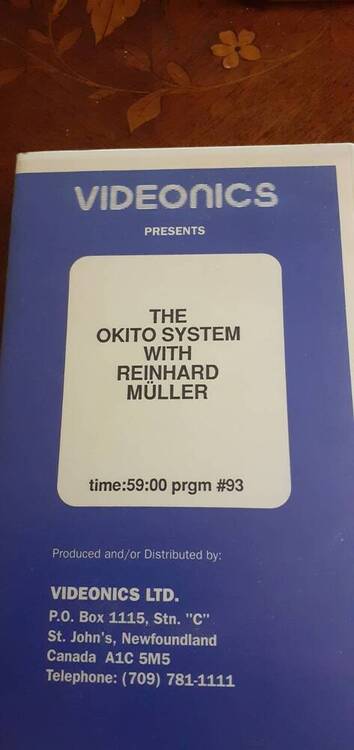 VIDEONICS
PRESENTS
THE
OKITO SYSTEM
WITH
REINHARD
MÜLLER
time:59:00 prgm #93
Produced and/or Distributed by:
VIDEONICS LTD.
P.O. Box 1115, Stn. "C"
St. John's, Newfoundland
Canada A1C 5M5
Telephone: (709) 781-1111